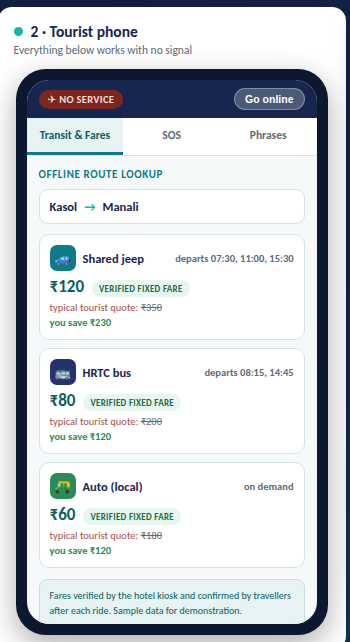 2 · Tourist phone
Everything below works with no signal
✈ NO SERVICE
Go online
Transit & Fares
SOS
Phrases
OFFLINE ROUTE LOOKUP
Kasol → Manali
Shared jeep
departs 07:30, 11:00, 15:30
₹120 VERIFIED FIXED FARE
typical tourist quote: ₹350
you save ₹230
HRTC bus
departs 08:15, 14:45
₹80 VERIFIED FIXED FARE
typical tourist quote: ₹200
you save ₹120
Auto (local)
on demand
₹60 VERIFIED FIXED FARE
typical tourist quote: ₹180
you save ₹120
Fares verified by the hotel kiosk and confirmed by travellers
after each ride. Sample data for demonstration.